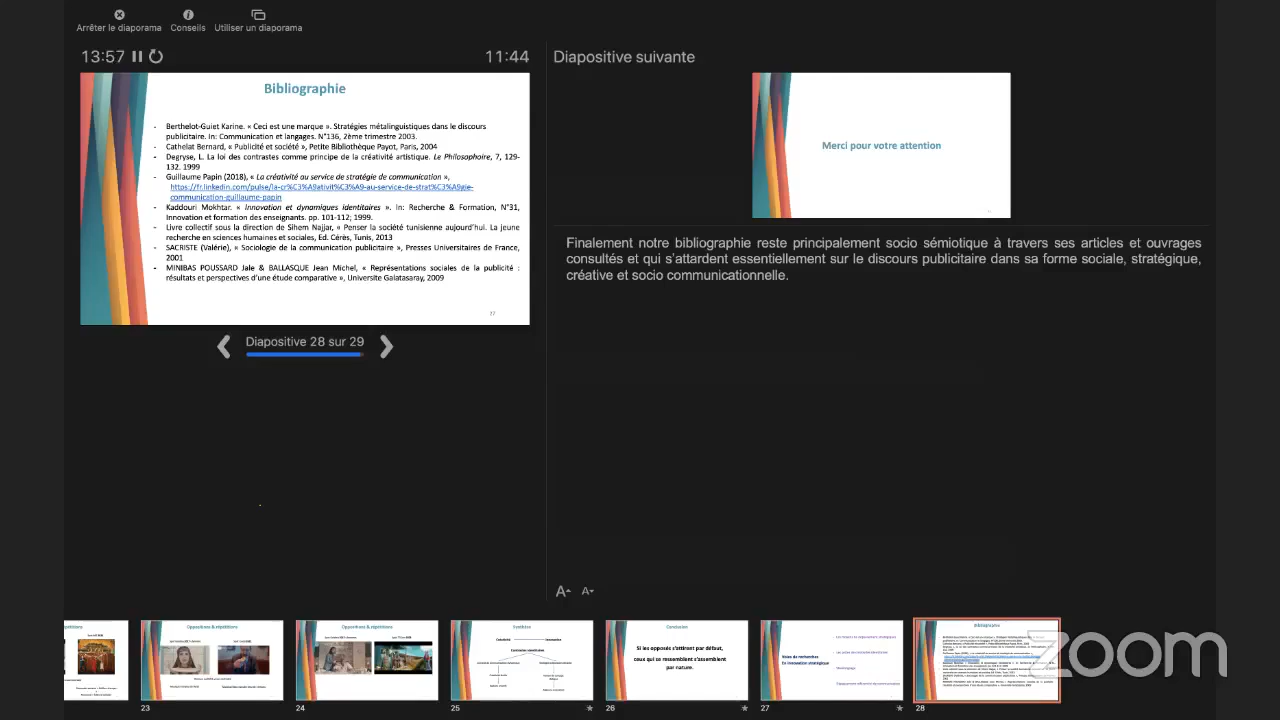 Arrêter le diaporama
Conseils
Utiliser un diaporama
13:57
11:44
Diapositive suivante
Bibliographie
- Berthelot-Guiet Karine. « Ceci est une marque ». Stratégies métalinguistiques dans le discours
publicitaire. In: Communication et langages. N°136, 2ème trimestre 2003.
- Cathelat Bernard, « Publicité et société », Petite Bibliothèque Payot, Paris, 2004
- Degryse, L. La loi des contrastes comme principe de la créativité artistique. Le Philosophoire, 7, 129-
132. 1999
- Guillaume Papin (2018), « La créativité au service de stratégie de communication »,
https://fr.linkedin.com/pulse/la-cr%C3%A9ativit%C3%A9-au-service-de-strat%C3%A9gie-
communication-guillaume-papin
- Kaddouri Mokhtar. « Innovation et dynamiques identitaires ». In: Recherche & Formation, N°31,
Innovation et formation des enseignants. pp. 101-112; 1999.
- Livre collectif sous la direction de Sihem Najjar, « Penser la société tunisienne aujourd'hui. La jeune
recherche en sciences humaines et sociales, Ed. Cérès, Tunis, 2013
- SACRISTE (Valérie), « Sociologie de la communication publicitaire », Presses Universitaires de France,
2001
- MINIBAS POUSSARD Jale & BALLASQUE Jean Michel, « Représentations sociales de la publicité :
résultats et perspectives d'une étude comparative », Universite Galatasaray, 2009
Merci pour votre attention
Finalement notre bibliographie reste principalement socio sémiotique à travers ses articles et ouvrages
consultés et qui s'attardent essentiellement sur le discours publicitaire dans sa forme sociale, stratégique,
créative et socio communicationnelle.
Diapositive 28 sur 29
A A
Oppositions & répétitions
Oppositions & répétitions
Synthèse
Créativité
Innovation
Conclusion
Si les opposés s'attirent par défaut,
ceux qui se ressemblent s'assemblent
par nature.
Bibliographie
23
24
25
26
27
28
zoom